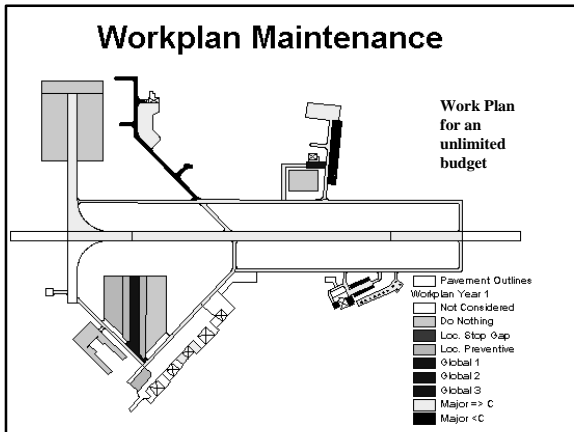 Workplan Maintenance
Work Plan
for an
unlimited
budget
Pavement Outlines
Workplan Year 1
Not Considered
Do Nothing
Loc. Stop Gap
Loc. Preventive
Global 1
Global 2
Global 3
Major => C
Major <C